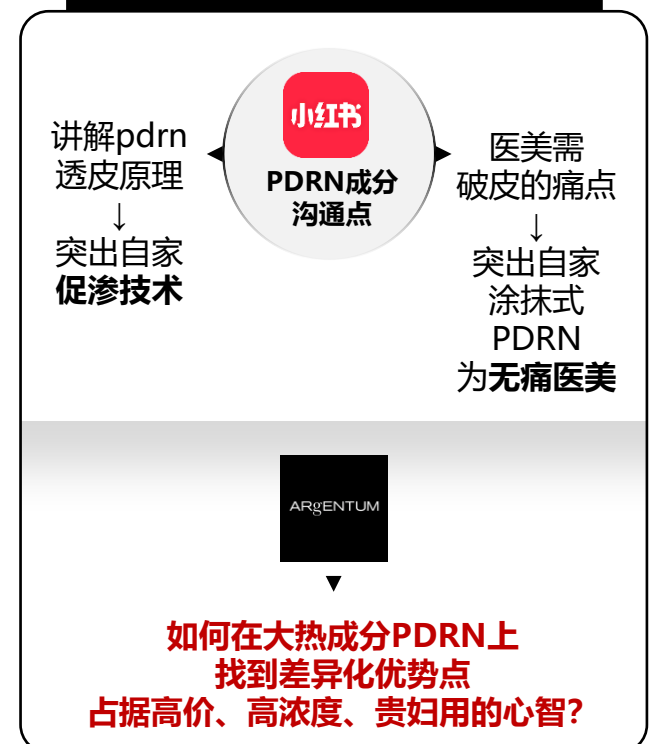 小红书
PDRN成分
沟通点
讲解pdrn
透皮原理
↓
突出自家
促渗技术
医美需
破皮的痛点
↓
突出自家
涂抹式
PDRN
为无痛医美
ARgENTUM
如何在大热成分PDRN上
找到差异化优势点
占据高价、高浓度、贵妇用的心智？